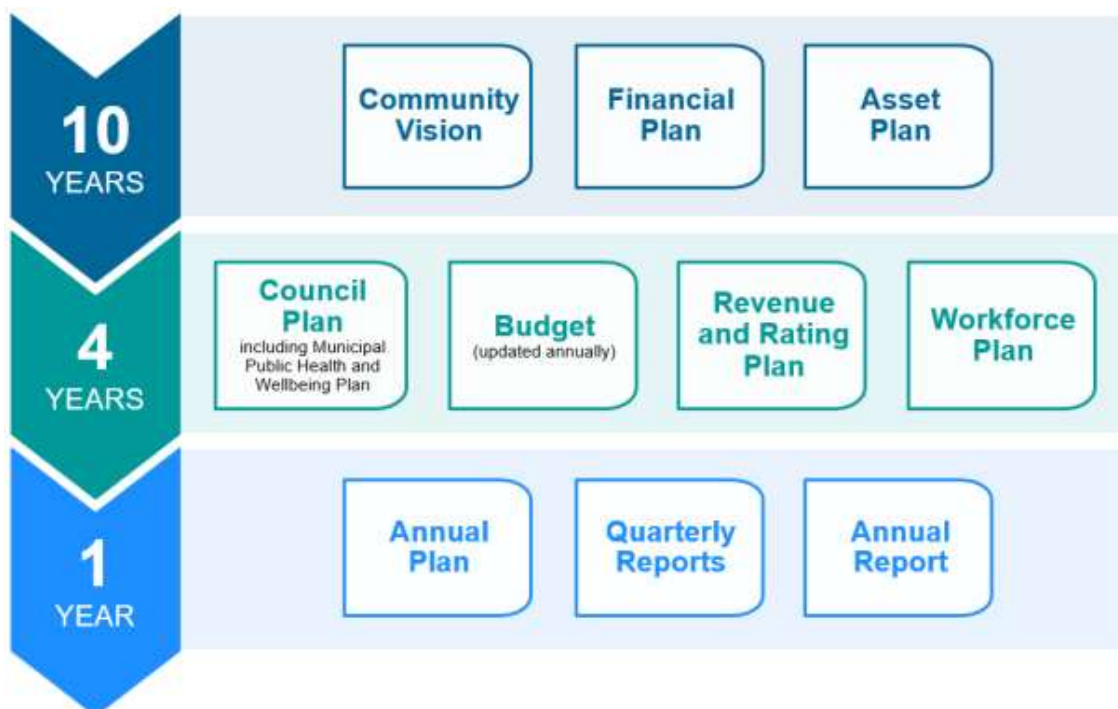 10
YEARS
Community
Vision
Financial
Plan
Asset
Plan
4
YEARS
Council
Plan
including Municipal
Public Health and
Wellbeing Plan
Budget
(updated annually)
Revenue
and Rating
Plan
Workforce
Plan
1
YEAR
Annual
Plan
Quarterly
Reports
Annual
Report